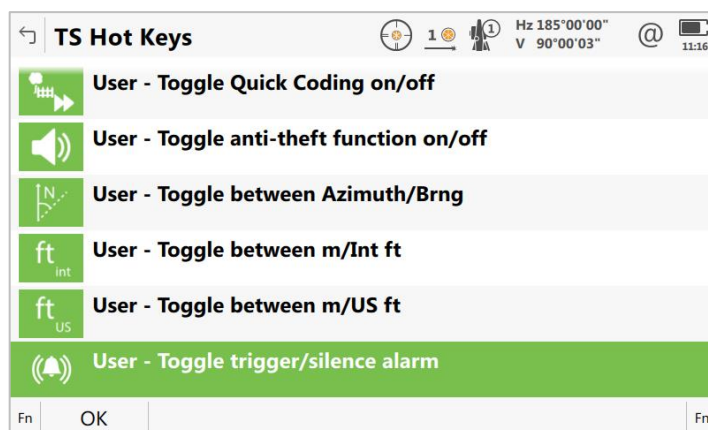 TS Hot Keys
1
1
Hz 185°00'00"
V 90°00'03"
@
11:16
User - Toggle Quick Coding on/off
User - Toggle anti-theft function on/off
N
User - Toggle between Azimuth/Brng
ft int
User - Toggle between m/Int ft
ft US
User - Toggle between m/US ft
User - Toggle trigger/silence alarm
Fn OK Fn